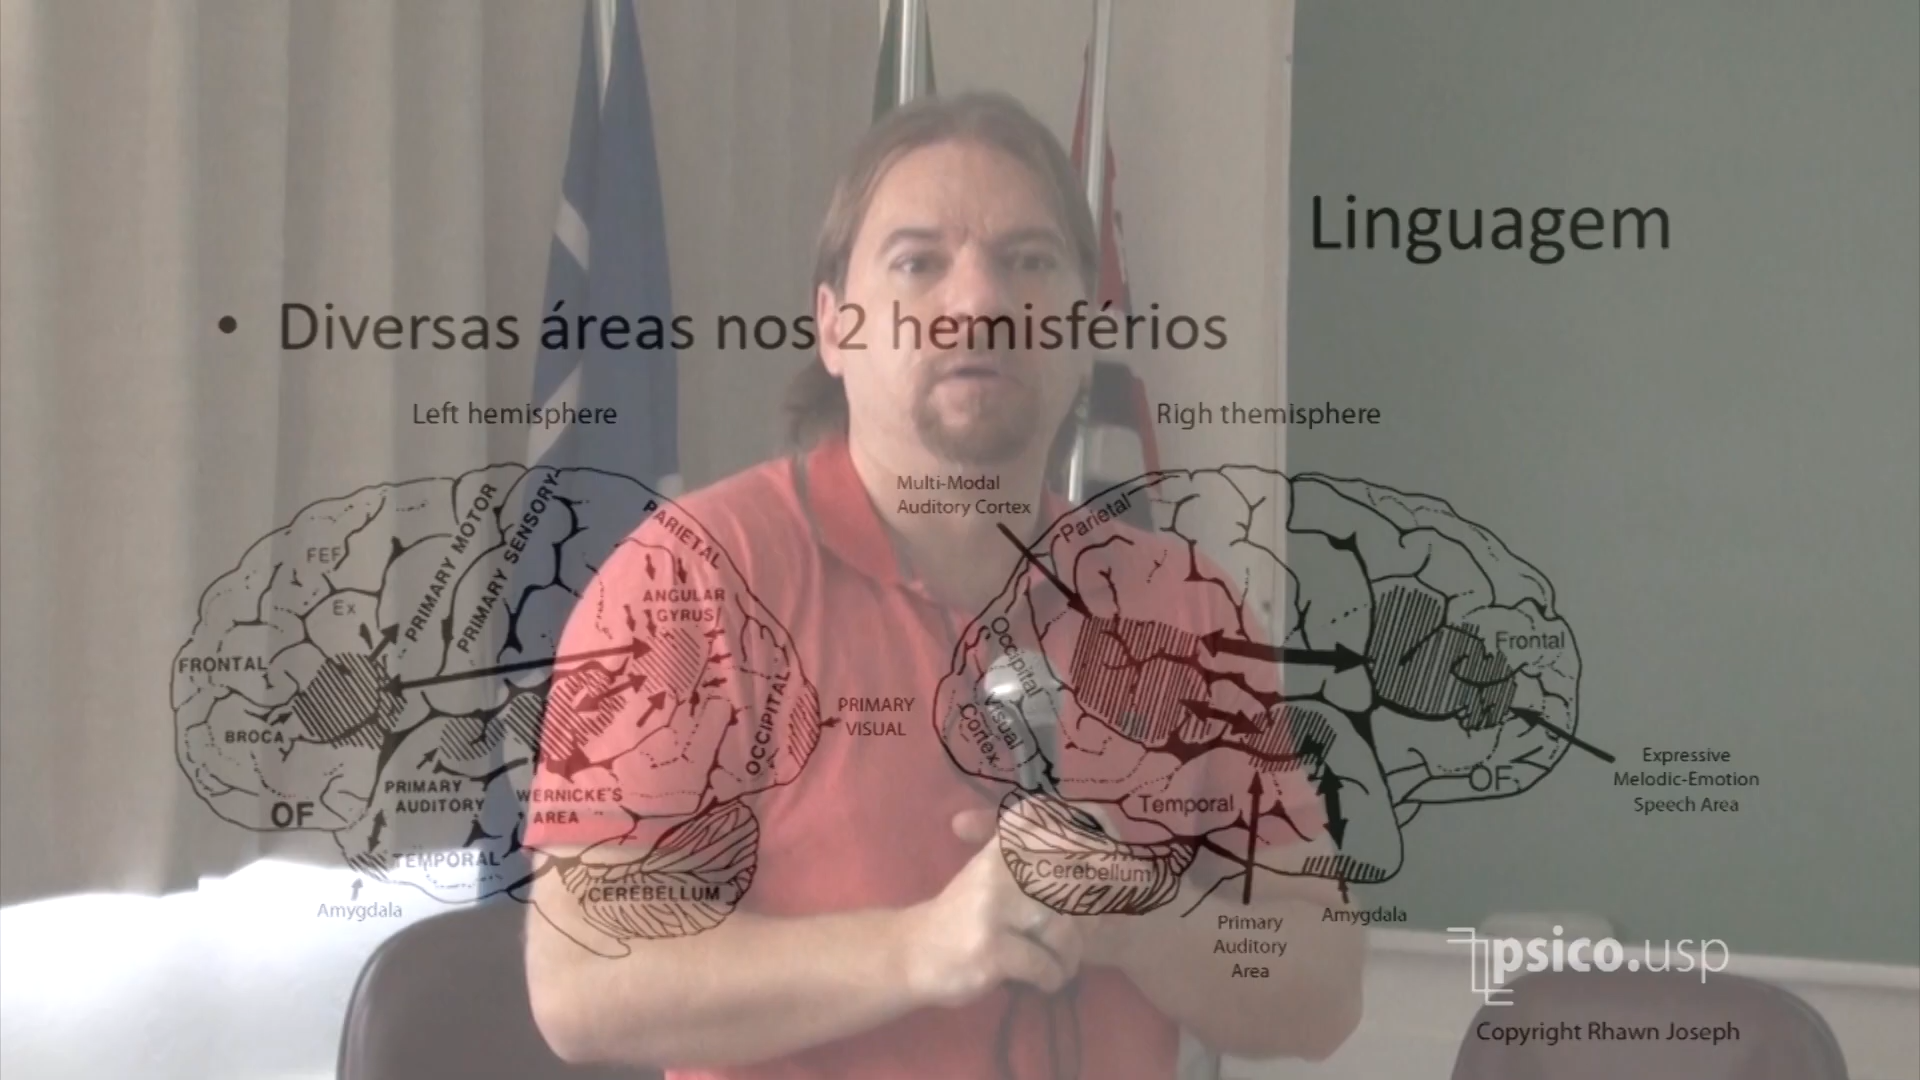 Linguagem
• Diversas áreas nos 2 hemisférios
Left hemisphere
FEF
Ex
PRIMARY MOTOR
PRIMARY SENSORY
PARIETAL
ANGULAR
GYRUS
FRONTAL
BROCA
PRIMARY
AUDITORY
WERNICKE'S
AREA
OCCIPITAL
PRIMARY
VISUAL
OF
TEMPORAL
CEREBELLUM
Amygdala
Righ themisphere
Multi-Modal
Auditory Cortex
Parietal
Occipital
Visual
Cortex
Frontal
Expressive
Melodic-Emotion
Speech Area
OF
Temporal
Cerebellum
Primary
Auditory
Area
Amygdala
psico.usp
Copyright Rhawn Joseph